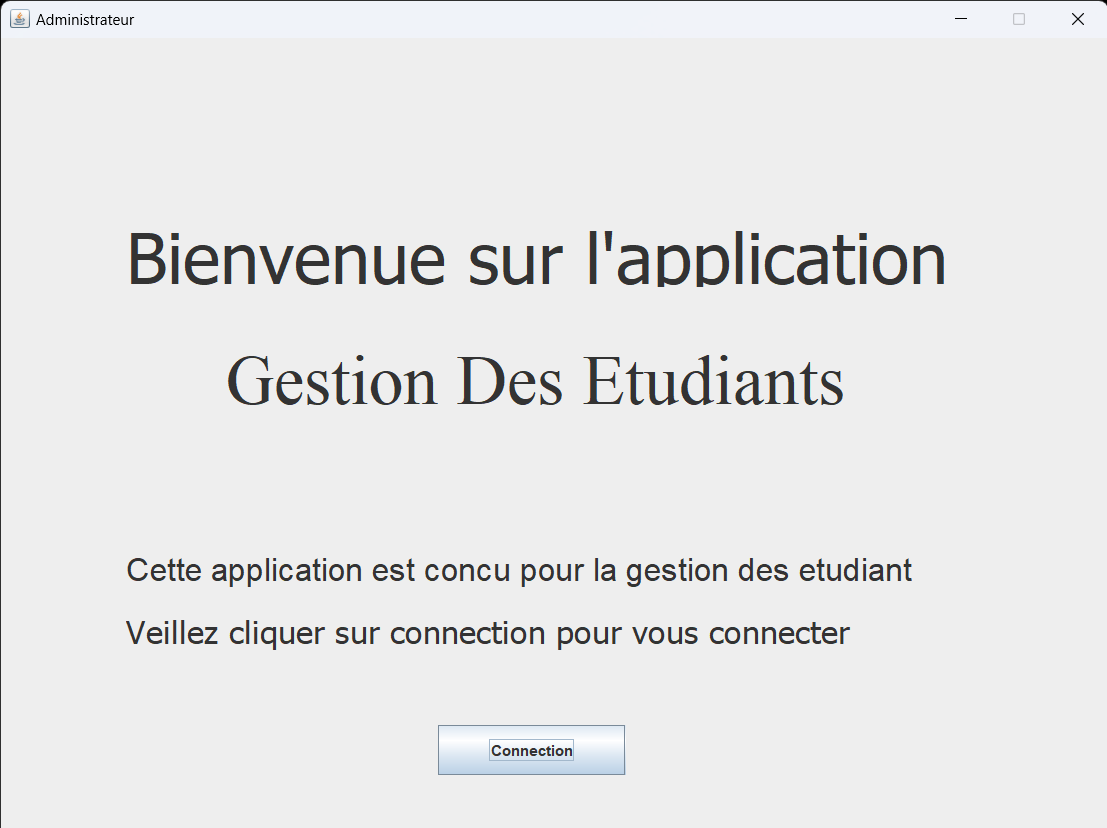 Administrateur
Bienvenue sur l'application
Gestion Des Etudiants
Cette application est concu pour la gestion des etudiant
Veillez cliquer sur connection pour vous connecter
Connection